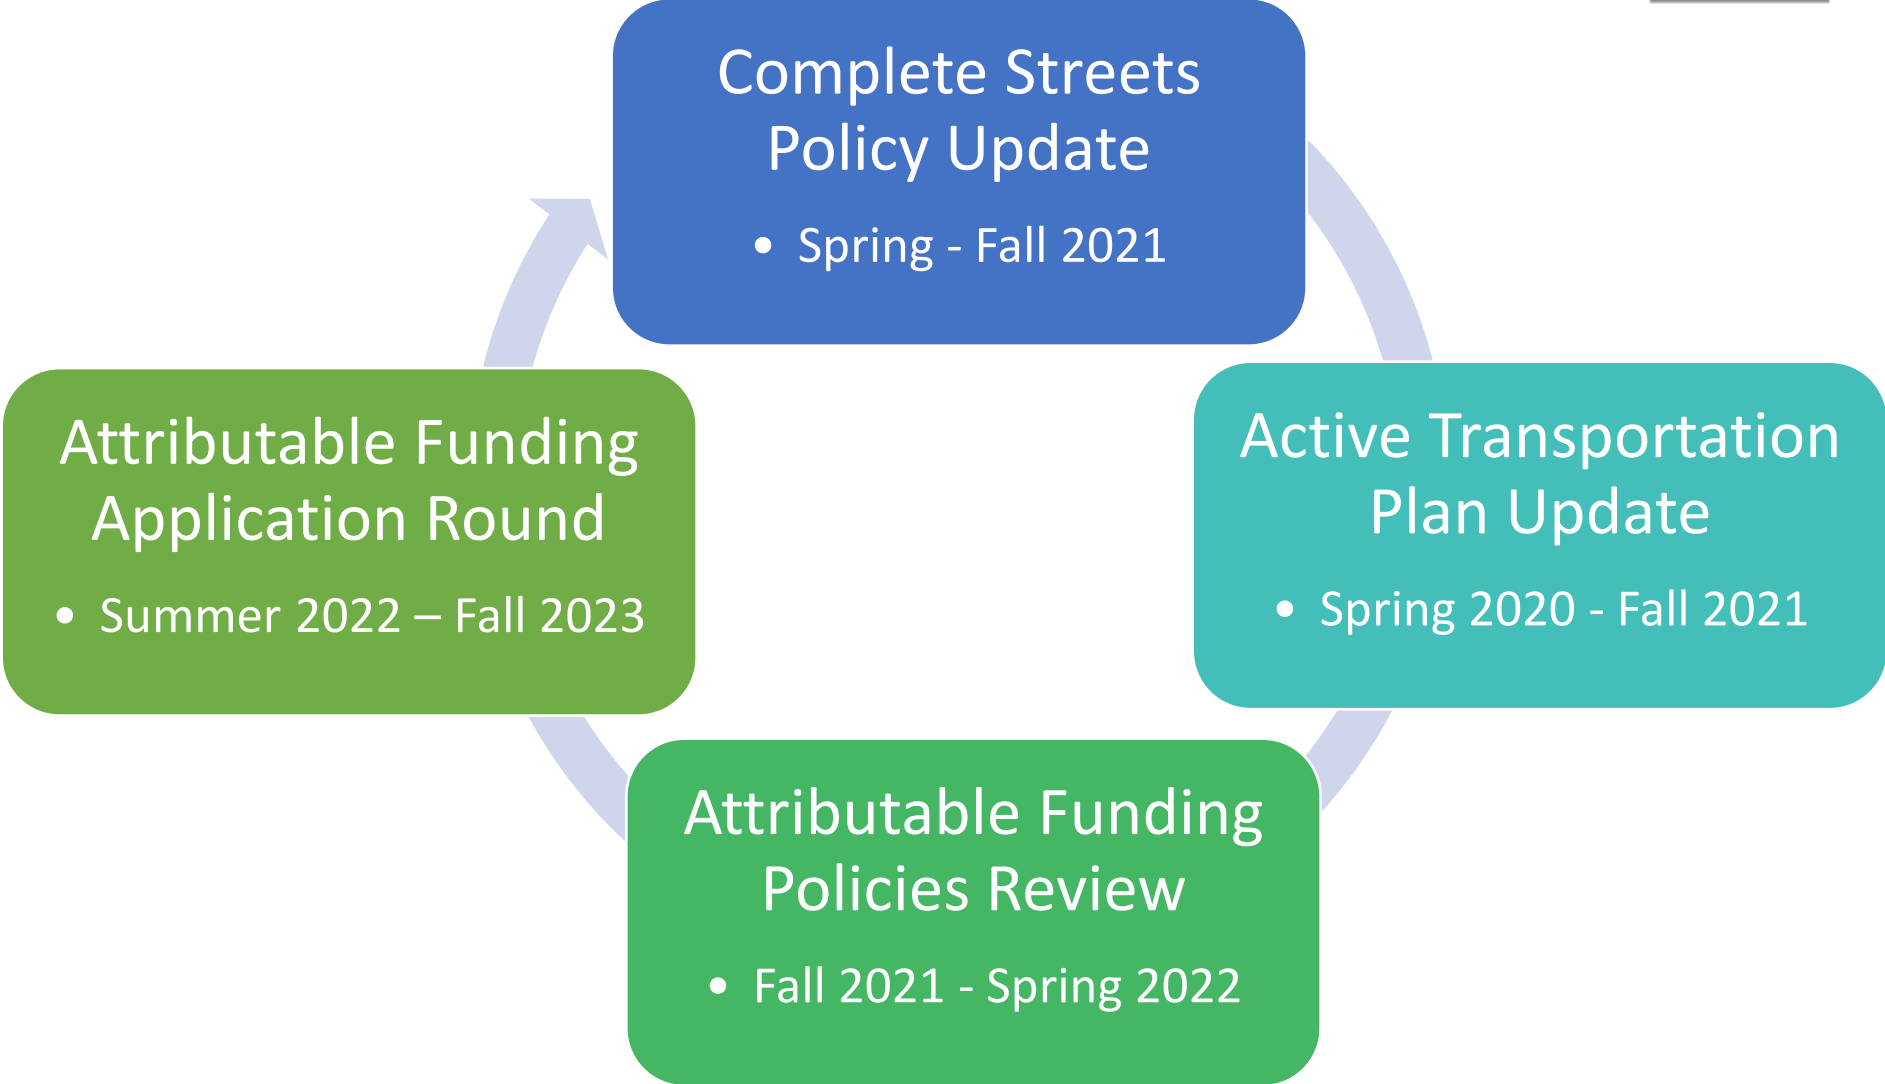 Complete Streets
Policy Update
• Spring - Fall 2021
Active Transportation
Plan Update
• Spring 2020 - Fall 2021
Attributable Funding
Policies Review
• Fall 2021 - Spring 2022
Attributable Funding
Application Round
• Summer 2022 – Fall 2023